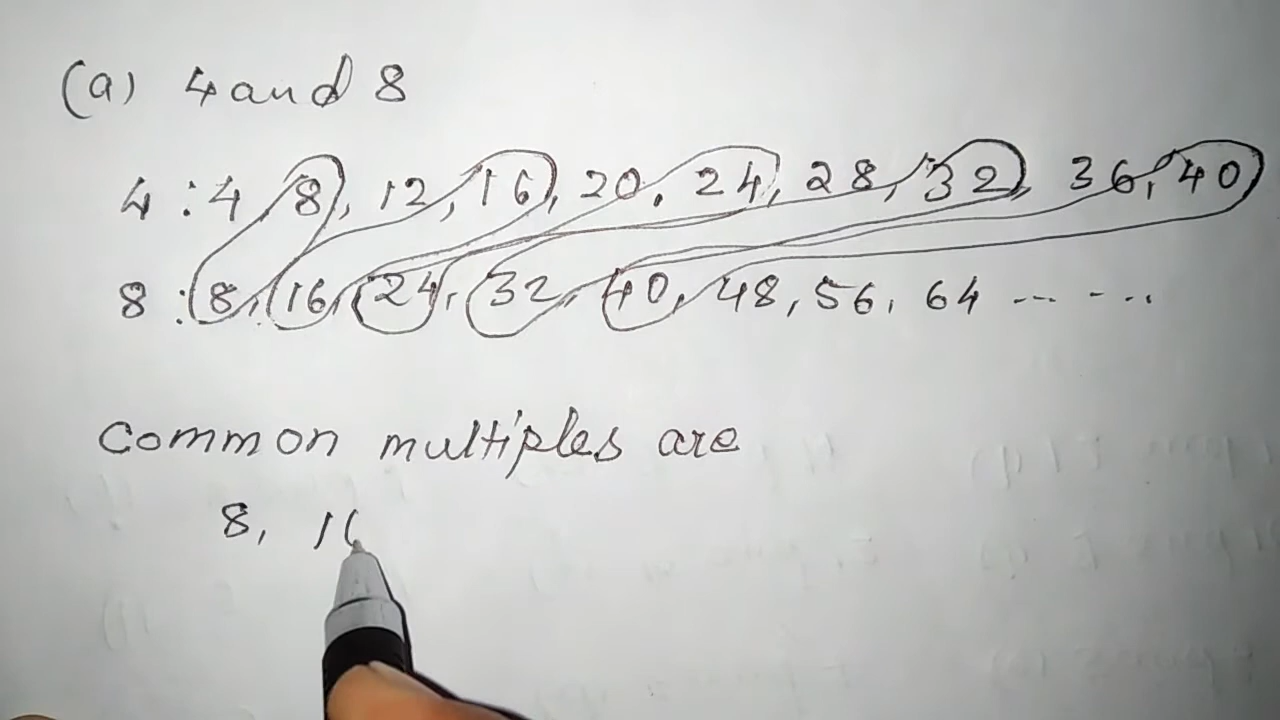 (a) 4 and 8
4 : 4, 8, 12, 16, 20, 24, 28, 32, 36, 40
8 : 8, 16, 24, 32, 40, 48, 56, 64 ... ...
Common multiples are
8, 16